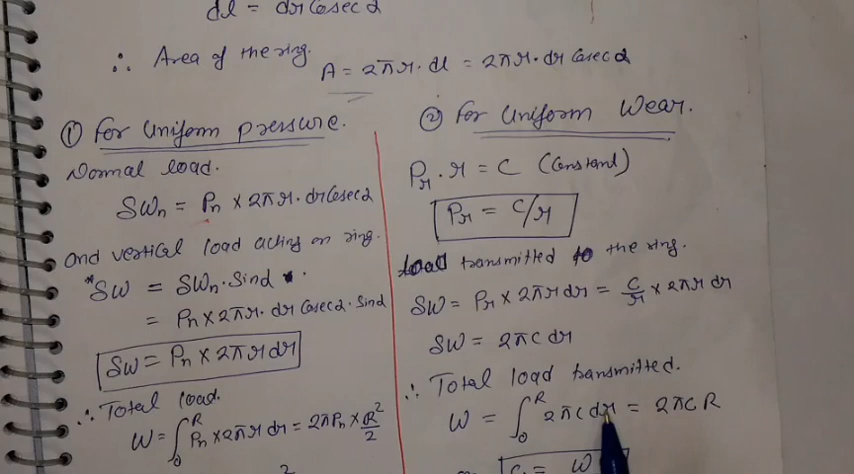 dl = dr Cosec α
∴ Area of the ring.
A = 2πr·dl = 2πr·dr Cosec α
① For Uniform pressure.
Normal load.
δWn = Pn × 2πr·dr Cosec α
And vertical load acting on ring.
*δW = δWn·Sin α
= Pn × 2πr·dr Cosec α·Sin α
δW = Pn × 2πr dr
∴ Total load.
W = ∫₀ᴿ Pn × 2πr dr = 2πPn × R²/2
2
② For Uniform Wear.
Pr·r = C (Constant)
Pr = C/r
Load transmitted to the ring.
δW = Pr × 2πr dr = C/r × 2πr dr
δW = 2πC dr
∴ Total load transmitted.
W = ∫₀ᴿ 2πC dr = 2πCR
C = W